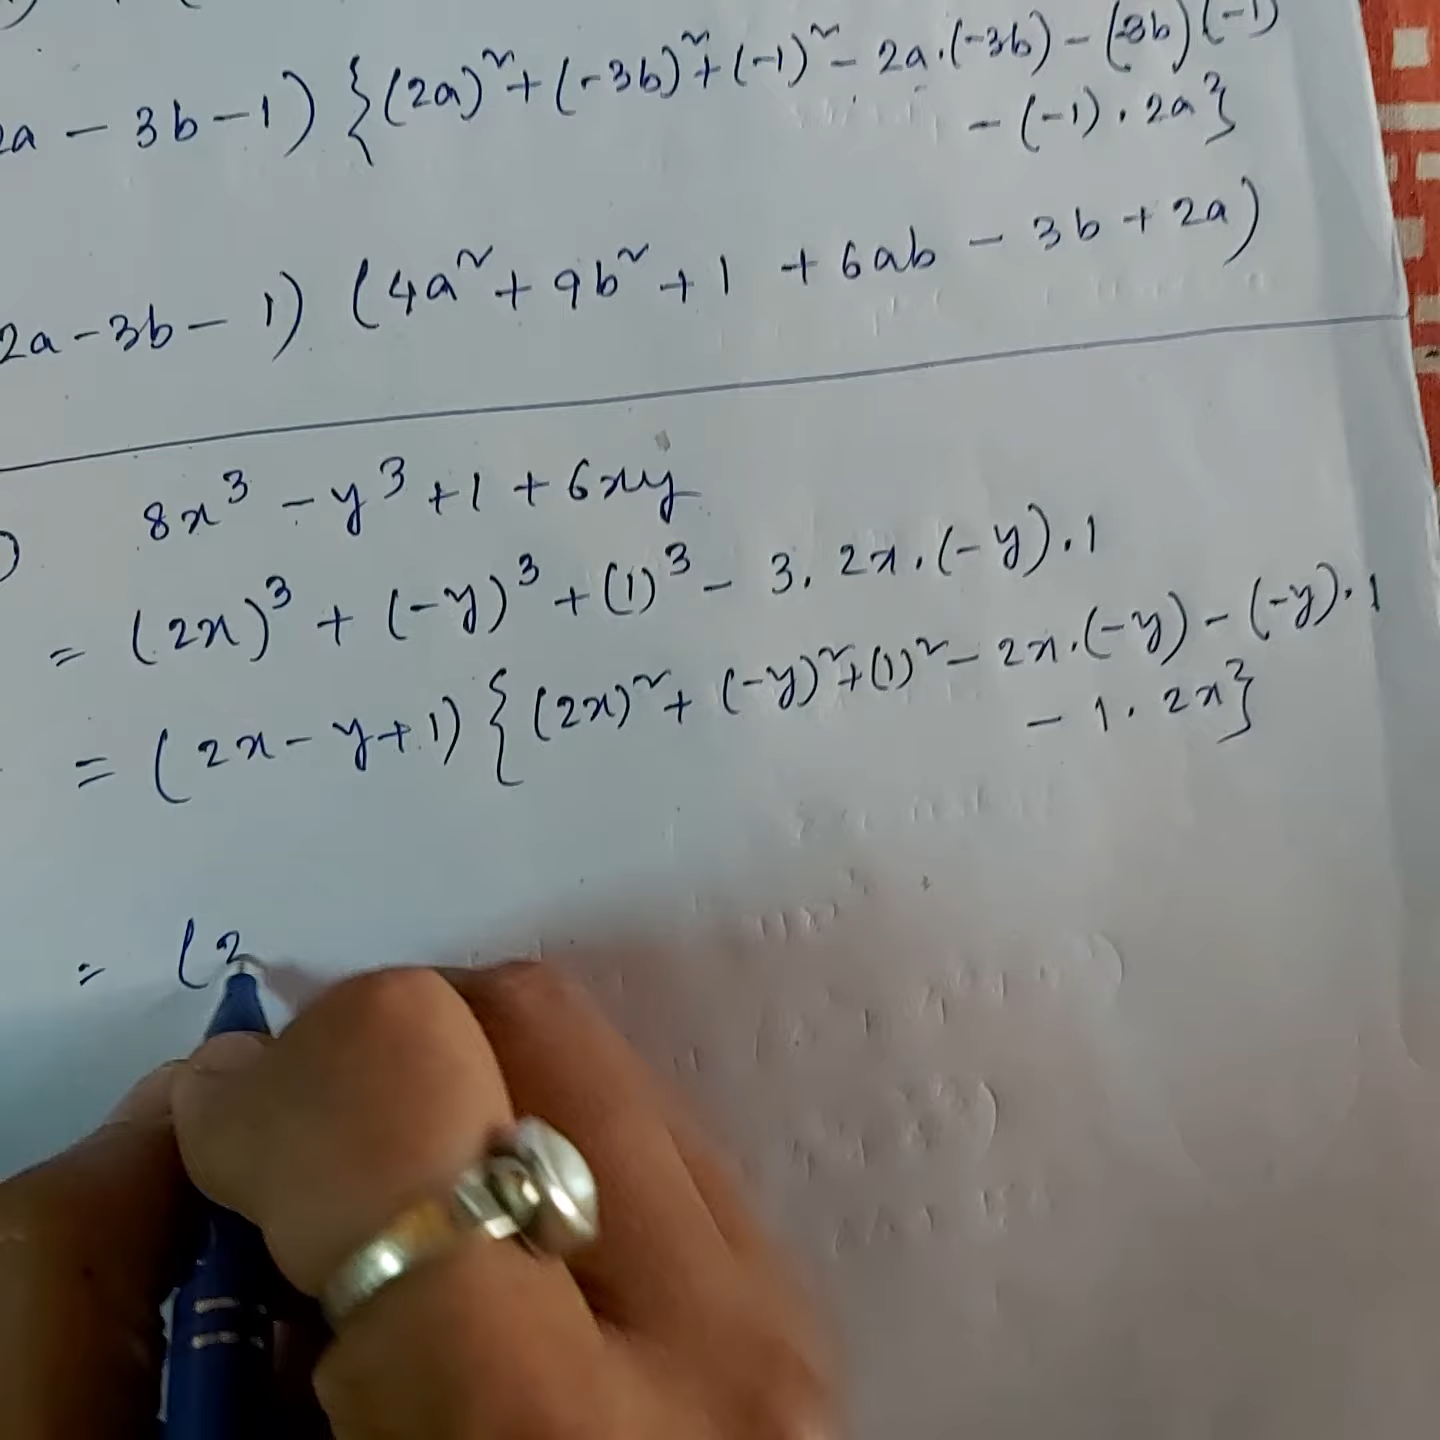 2a - 3b - 1) {(2a)² + (-3b)² + (-1)² - 2a.(-3b) - (-3b)(-1)
- (-1). 2a}
2a - 3b - 1) (4a² + 9b² + 1 + 6ab - 3b + 2a)
) 8x³ - y³ + 1 + 6xy
= (2x)³ + (-y)³ + (1)³ - 3. 2x. (-y). 1
= (2x - y + 1) {(2x)² + (-y)² + (1)² - 2x.(-y) - (-y). 1
- 1. 2x}
= (2